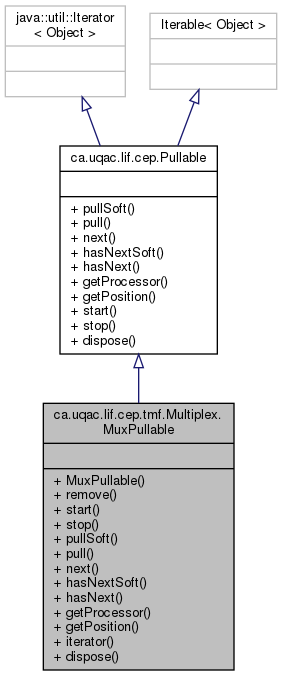 java::util::Iterator
< Object >
Iterable< Object >
ca.uqac.lif.cep.Pullable
+ pullSoft()
+ pull()
+ next()
+ hasNextSoft()
+ hasNext()
+ getProcessor()
+ getPosition()
+ start()
+ stop()
+ dispose()
ca.uqac.lif.cep.tmf.Multiplex.
MuxPullable
+ MuxPullable()
+ remove()
+ start()
+ stop()
+ pullSoft()
+ pull()
+ next()
+ hasNextSoft()
+ hasNext()
+ getProcessor()
+ getPosition()
+ iterator()
+ dispose()